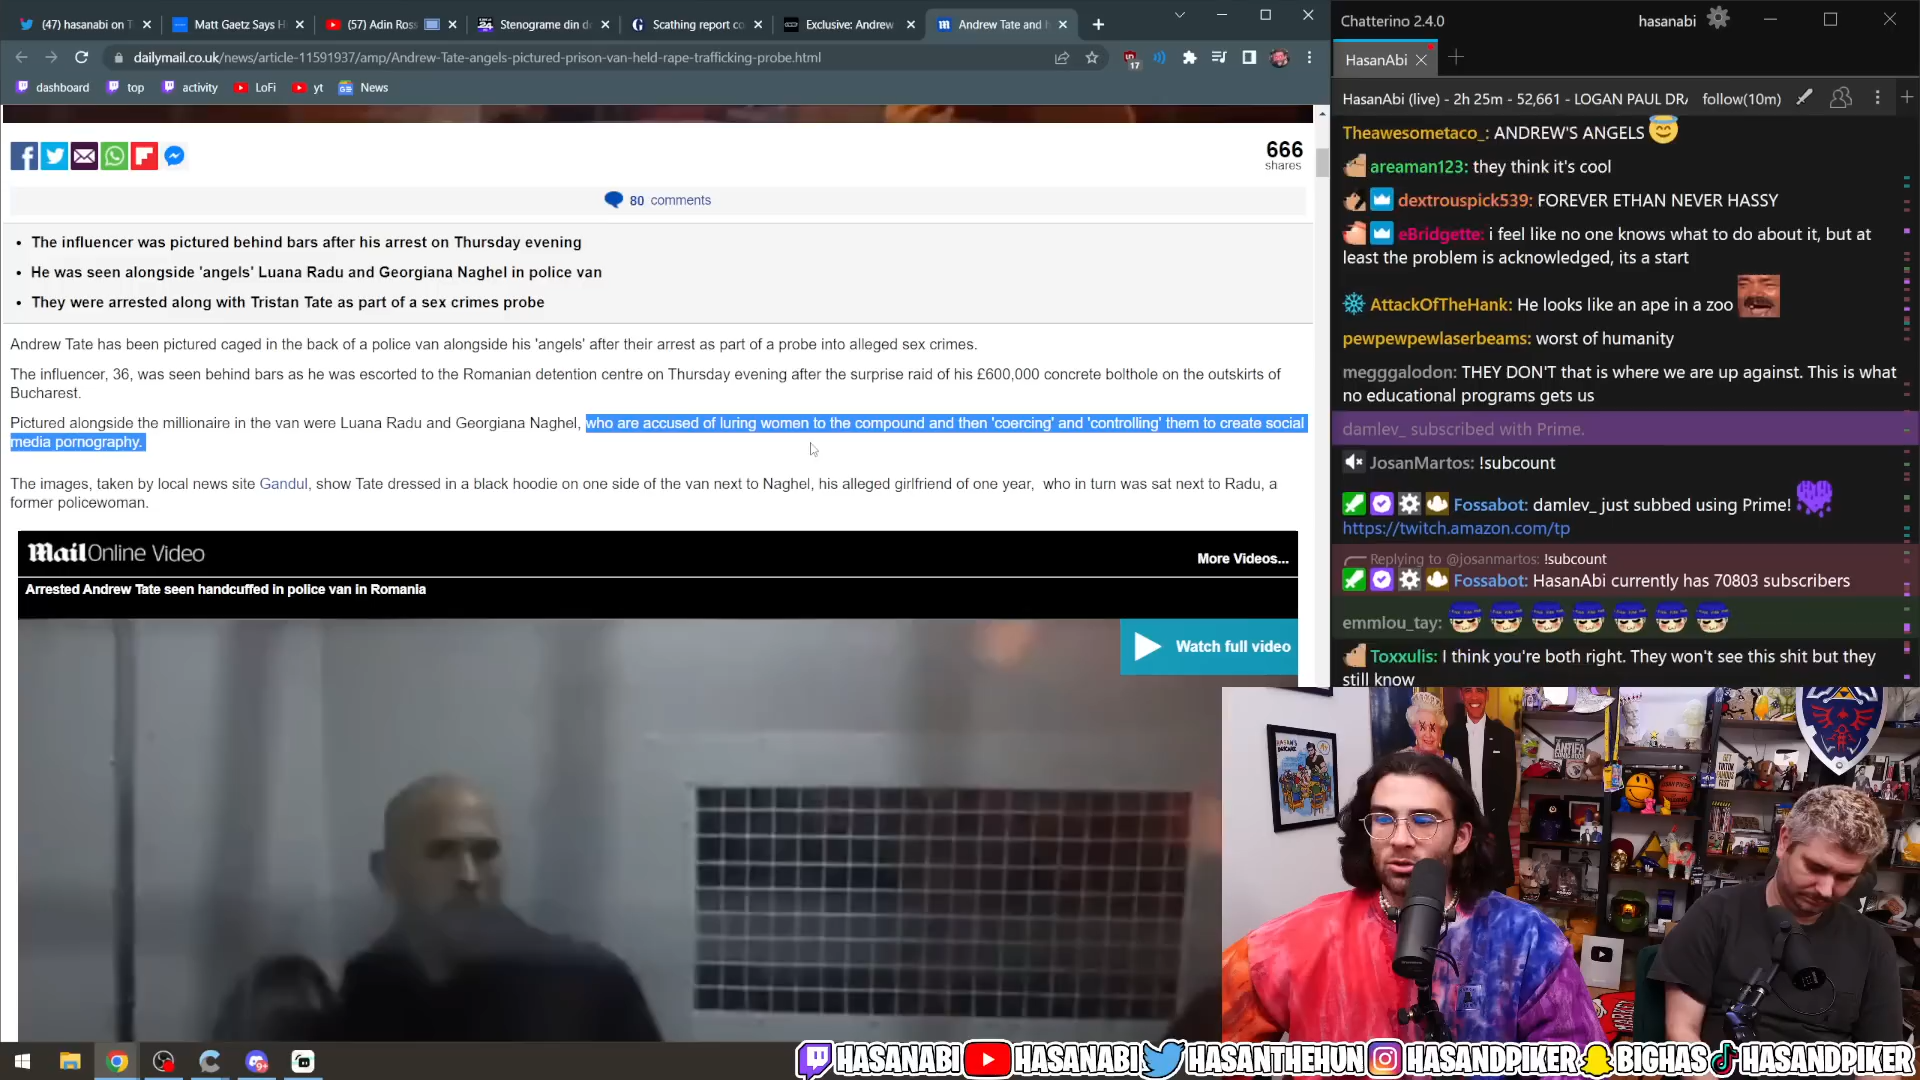 (47) hasanabi on T
Matt Gaetz Says H
(57) Adin Ross
Stenograme din de
Scathing report co
Exclusive: Andrew
Andrew Tate and h
dailymail.co.uk/news/article-11591937/amp/Andrew-Tate-angels-pictured-prison-van-held-rape-trafficking-probe.html
17
dashboard
top
activity
LoFi
yt
News
666
shares
80 comments
• The influencer was pictured behind bars after his arrest on Thursday evening
• He was seen alongside 'angels' Luana Radu and Georgiana Naghel in police van
• They were arrested along with Tristan Tate as part of a sex crimes probe
Andrew Tate has been pictured caged in the back of a police van alongside his 'angels' after their arrest as part of a probe into alleged sex crimes.
The influencer, 36, was seen behind bars as he was escorted to the Romanian detention centre on Thursday evening after the surprise raid of his £600,000 concrete bolthole on the outskirts of
Bucharest.
Pictured alongside the millionaire in the van were Luana Radu and Georgiana Naghel, who are accused of luring women to the compound and then 'coercing' and 'controlling' them to create social
media pornography.
The images, taken by local news site Gandul, show Tate dressed in a black hoodie on one side of the van next to Naghel, his alleged girlfriend of one year, who in turn was sat next to Radu, a
former policewoman.
Mail Online Video
More Videos...
Arrested Andrew Tate seen handcuffed in police van in Romania
Watch full video
Chatterino 2.4.0
hasanabi
HasanAbi
HasanAbi (live) - 2h 25m - 52,661 - LOGAN PAUL DRA
follow(10m)
Theawesometaco_: ANDREW'S ANGELS
areaman123: they think it's cool
dextrouspick539: FOREVER ETHAN NEVER HASSY
eBridgette: i feel like no one knows what to do about it, but at
least the problem is acknowledged, its a start
AttackOfTheHank: He looks like an ape in a zoo
pewpewpewlaserbeams: worst of humanity
megggalodon: THEY DON'T that is where we are up against. This is what
no educational programs gets us
damlev_ subscribed with Prime.
JosanMartos: !subcount
Fossabot: damlev_ just subbed using Prime!
https://twitch.amazon.com/tp
Replying to @josanmartos: !subcount
Fossabot: HasanAbi currently has 70803 subscribers
emmlou_tay:
Toxxulis: I think you're both right. They won't see this shit but they
still know
ANTIFA
HASANABI
HASANABI
HASANTHEHUN
HASANDPIKER
BIGHAS
HASANDPIKER